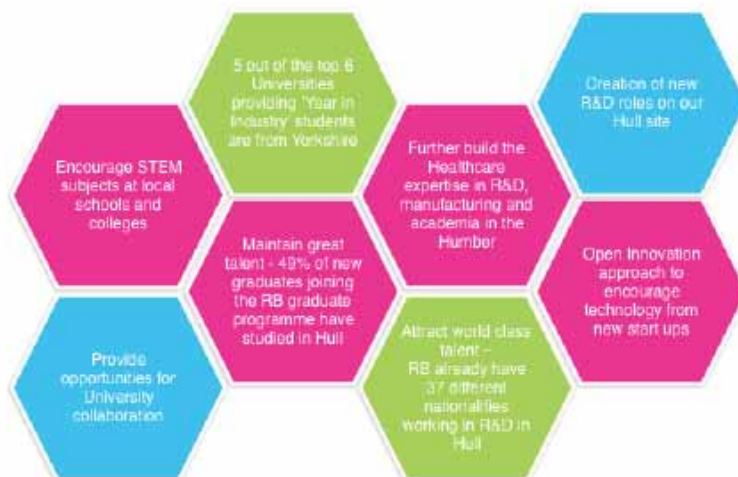 5 out of the top 6
Universities
providing 'Year in
Industry' students
are from Yorkshire
Creation of new
R&D roles on our
Hull site
Encourage STEM
subjects at local
schools and
colleges
Further build the
Healthcare
expertise in R&D,
manufacturing and
academia in the
Humber
Maintain great
talent - 49% of new
graduates joining
the RB graduate
programme have
studied in Hull
Open Innovation
approach to
encourage
technology from
new start ups
Provide
opportunities for
University
collaboration
Attract world class
talent –
RB already have
37 different
nationalities
working in R&D in
Hull